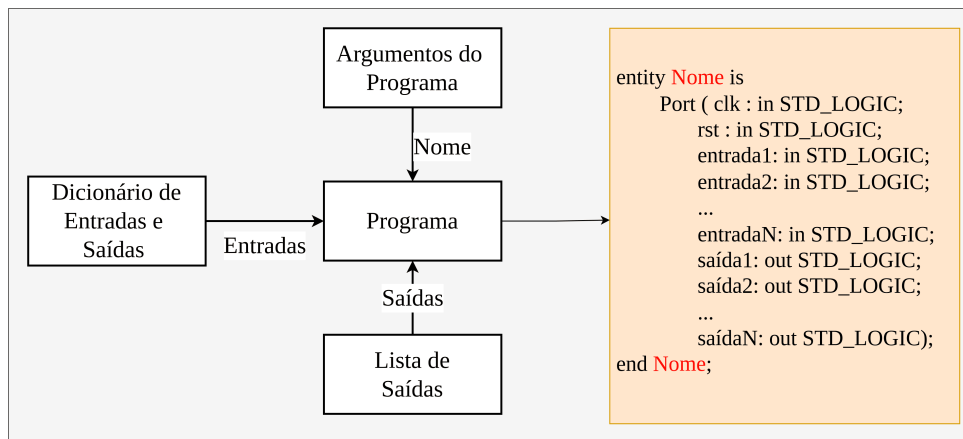 Argumentos do
Programa
Nome
Dicionário de
Entradas e
Saídas
Entradas
Programa
Saídas
Lista de
Saídas
entity Nome is
Port ( clk : in STD_LOGIC;
rst : in STD_LOGIC;
entrada1: in STD_LOGIC;
entrada2: in STD_LOGIC;
...
entradaN: in STD_LOGIC;
saída1: out STD_LOGIC;
saída2: out STD_LOGIC;
...
saídaN: out STD_LOGIC);
end Nome;